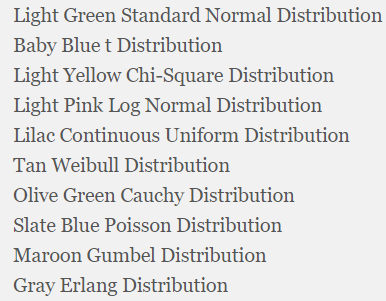 Light Green Standard Normal Distribution
Baby Blue t Distribution
Light Yellow Chi-Square Distribution
Light Pink Log Normal Distribution
Lilac Continuous Uniform Distribution
Tan Weibull Distribution
Olive Green Cauchy Distribution
Slate Blue Poisson Distribution
Maroon Gumbel Distribution
Gray Erlang Distribution